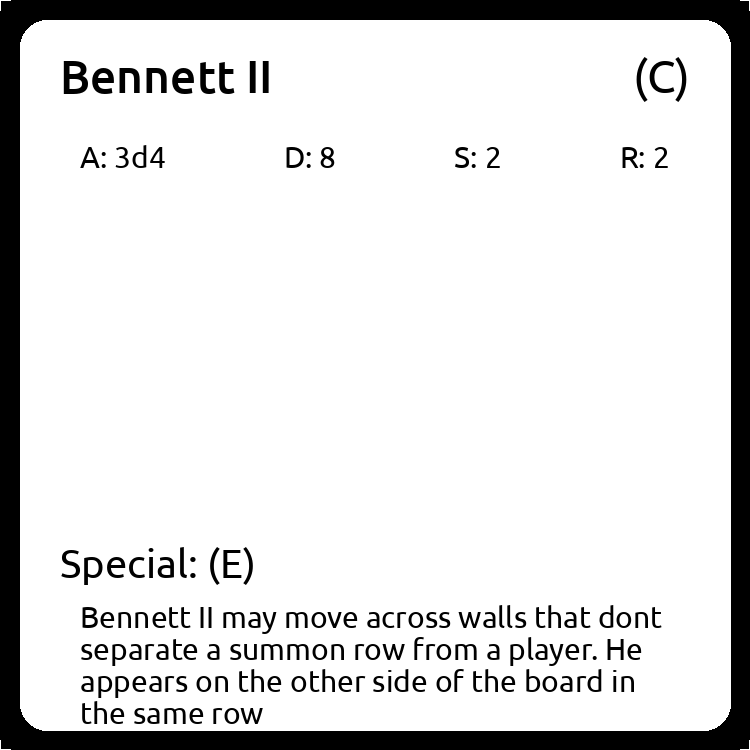 Bennett II (C)
A: 3d4 D: 8 S: 2 R: 2
Special: (E)
Bennett II may move across walls that dont
separate a summon row from a player. He
appears on the other side of the board in
the same row